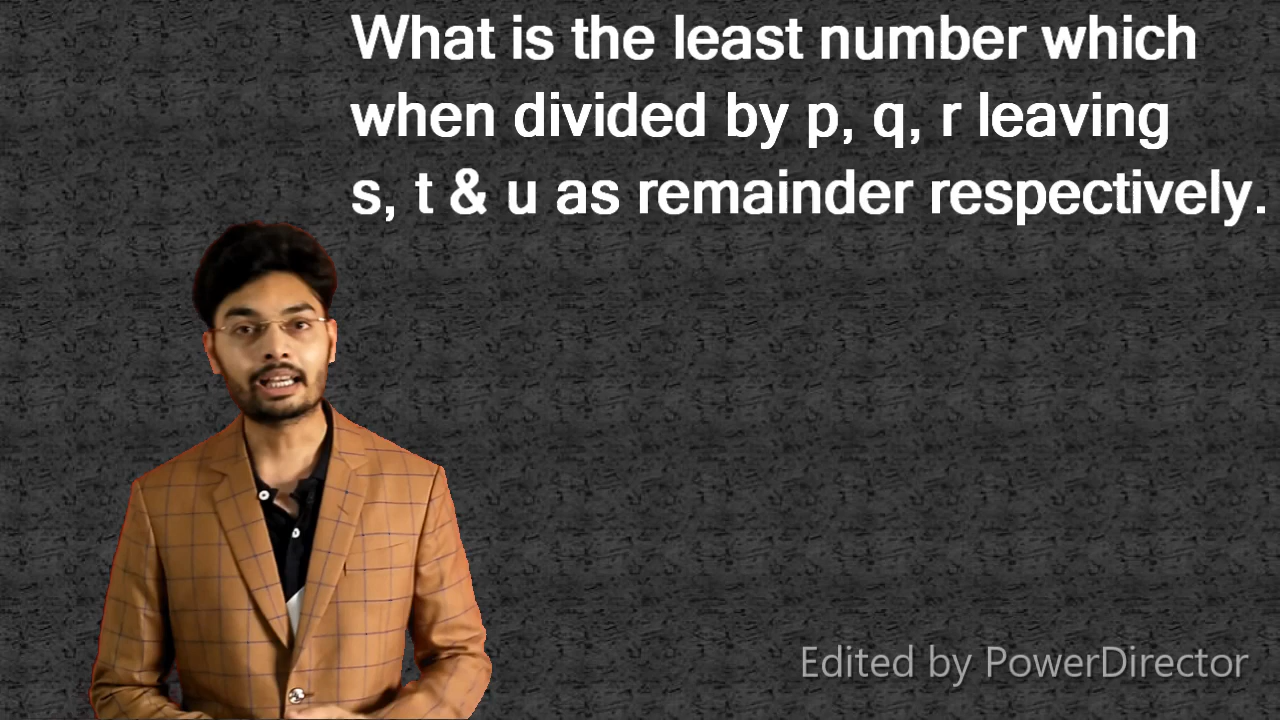 What is the least number which
when divided by p, q, r leaving
s, t & u as remainder respectively.
Edited by PowerDirector